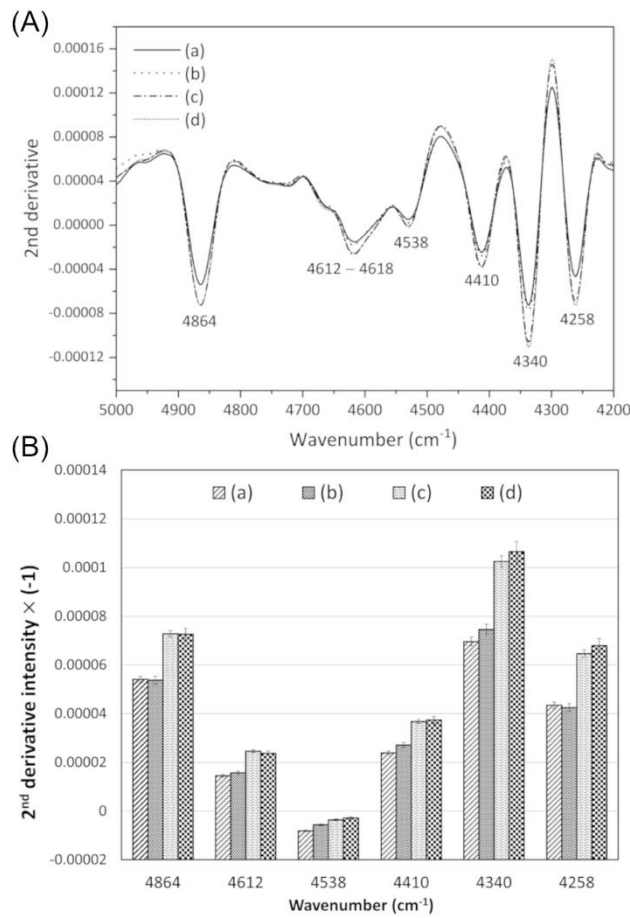 (A)
0.00016
0.00012
0.00008
0.00004
0.00000
-0.00004
-0.00008
-0.00012
2nd derivative
(a)
(b)
(c)
(d)
4864
4612 – 4618
4538
4410
4340
4258
5000 4900 4800 4700 4600 4500 4400 4300 4200
Wavenumber (cm⁻¹)
(B)
0.00014
0.00012
0.0001
0.00008
0.00006
0.00004
0.00002
0
-0.00002
2ⁿᵈ derivative intensity × (-1)
(a) (b) (c) (d)
4864 4612 4538 4410 4340 4258
Wavenumber (cm⁻¹)